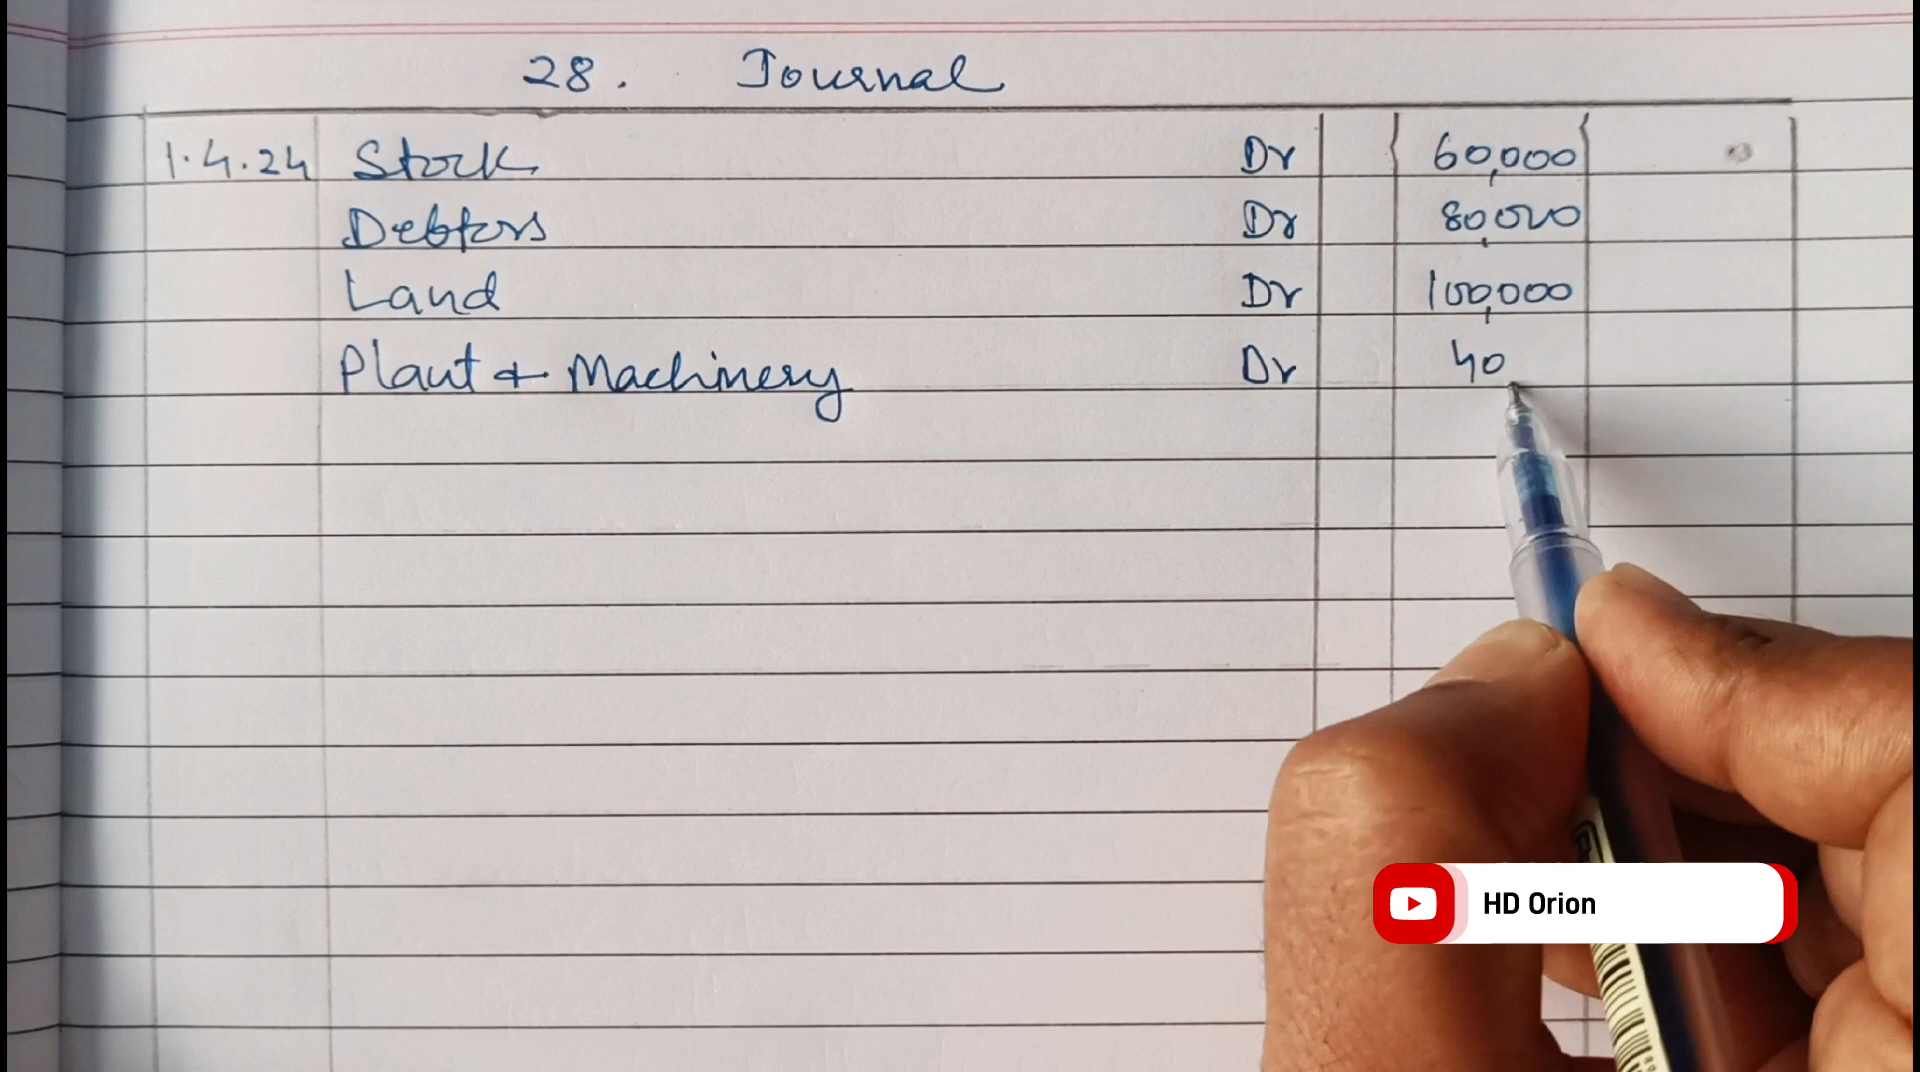 28. Journal
1.4.24 Stock Dr 60,000
Debtors Dr 80,000
Land Dr 100,000
Plant & Machinery Dr 40
HD Orion